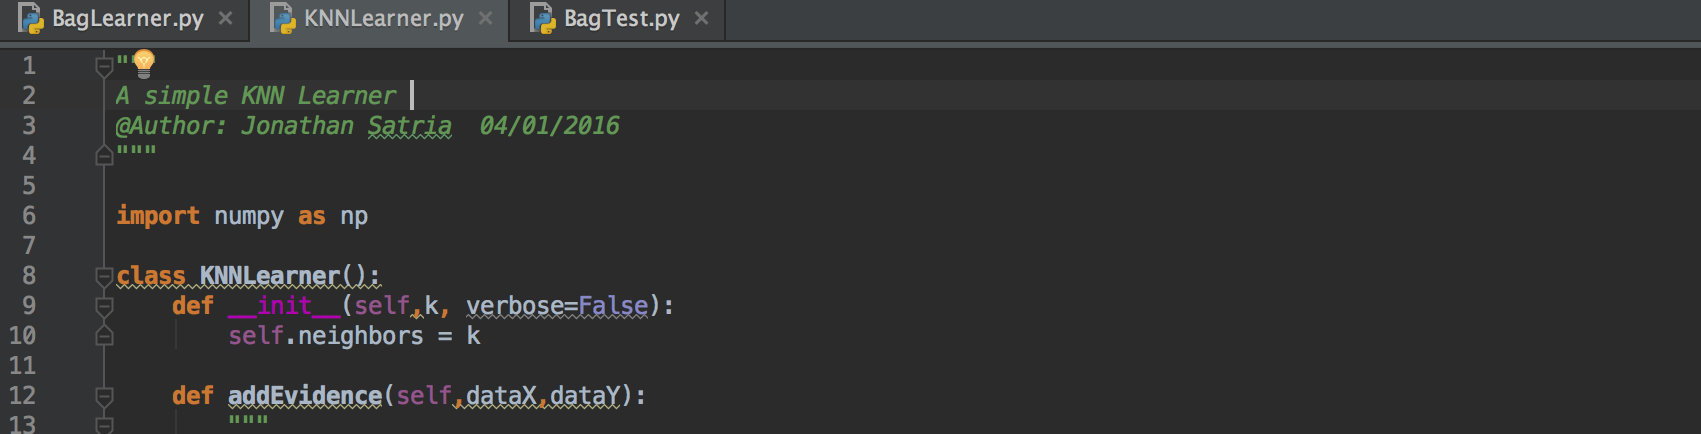 BagLearner.py KNNLearner.py BagTest.py
1 """
2 A simple KNN Learner
3 @Author: Jonathan Satria  04/01/2016
4 """
5
6 import numpy as np
7
8 class KNNLearner():
9     def __init__(self,k, verbose=False):
10         self.neighbors = k
11
12     def addEvidence(self,dataX,dataY):
13         """